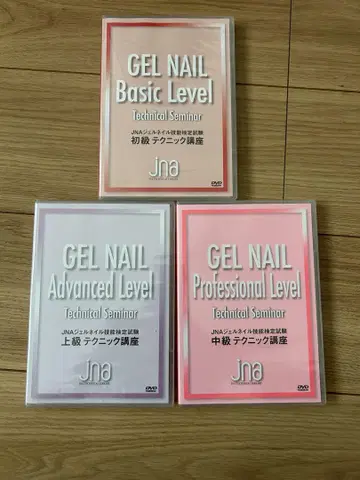 GEL NAIL
Basic Level
Technical Seminar
JNAジェルネイル技能検定試験
初級 テクニック講座
jna
DVD
GEL NAIL
Advanced Level
Technical Seminar
JNAジェルネイル技能検定試験
上級 テクニック講座
jna
DVD
GEL NAIL
Professional Level
Technical Seminar
JNAジェルネイル技能検定試験
中級 テクニック講座
jna
DVD